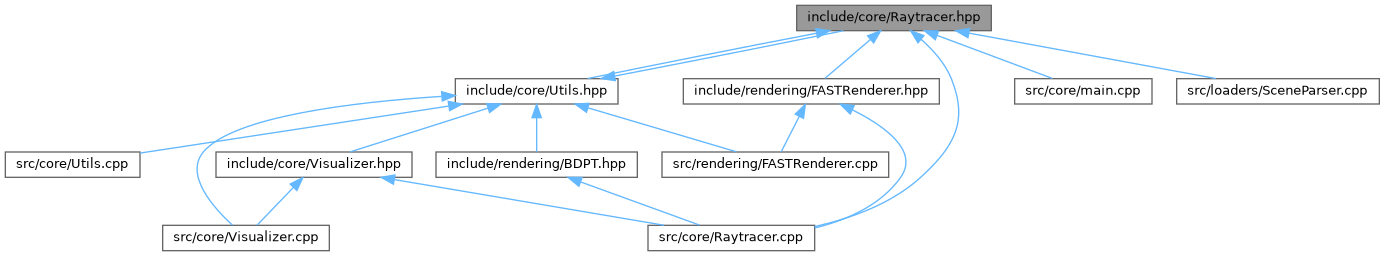 include/core/Raytracer.hpp
include/core/Utils.hpp
include/rendering/FASTRenderer.hpp
src/core/main.cpp
src/loaders/SceneParser.cpp
src/core/Utils.cpp
include/core/Visualizer.hpp
include/rendering/BDPT.hpp
src/rendering/FASTRenderer.cpp
src/core/Visualizer.cpp
src/core/Raytracer.cpp